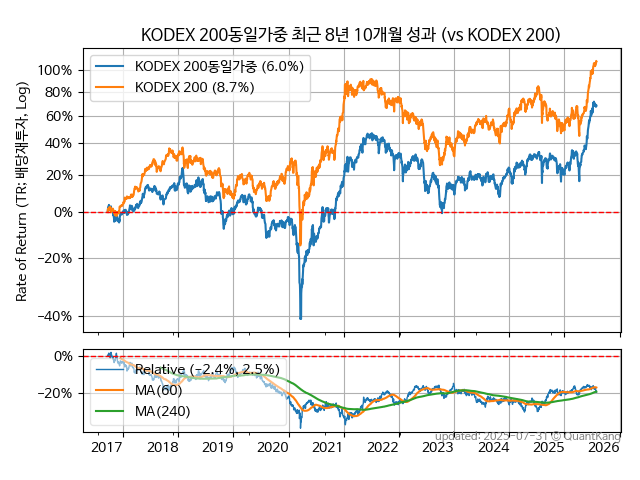 KODEX 200동일가중 최근 8년 10개월 성과 (vs KODEX 200)
KODEX 200동일가중 (6.0%)
KODEX 200 (8.7%)
Rate of Return (TR: 배당재투자, Log)
100%
80%
60%
40%
20%
0%
−20%
−40%
Relative (−2.4%, 2.5%)
MA(60)
MA(240)
0%
−20%
updated: 2025-07-31 © QuantKang
2017 2018 2019 2020 2021 2022 2023 2024 2025 2026